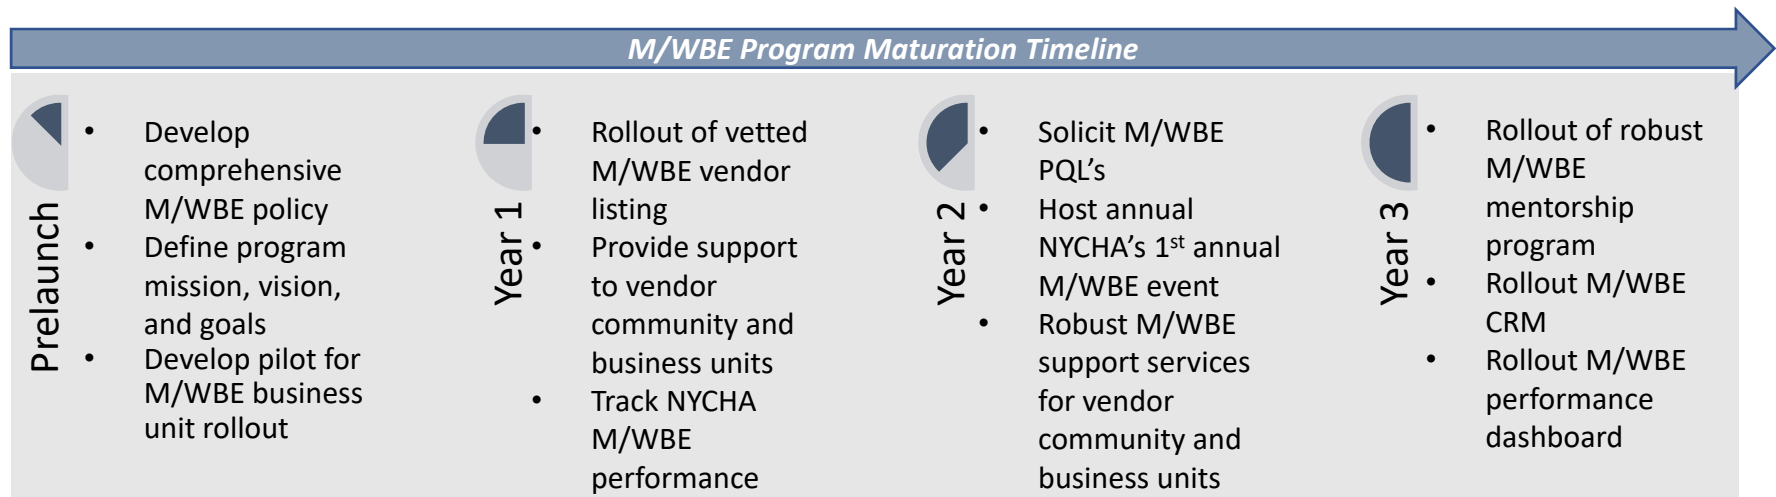 M/WBE Program Maturation Timeline
Prelaunch
• Develop
comprehensive
M/WBE policy
• Define program
mission, vision,
and goals
• Develop pilot for
M/WBE business
unit rollout
Year 1
• Rollout of vetted
M/WBE vendor
listing
• Provide support
to vendor
community and
business units
• Track NYCHA
M/WBE
performance
Year 2
• Solicit M/WBE
PQL's
• Host annual
NYCHA's 1st annual
M/WBE event
• Robust M/WBE
support services
for vendor
community and
business units
Year 3
• Rollout of robust
M/WBE
mentorship
program
• Rollout M/WBE
CRM
• Rollout M/WBE
performance
dashboard